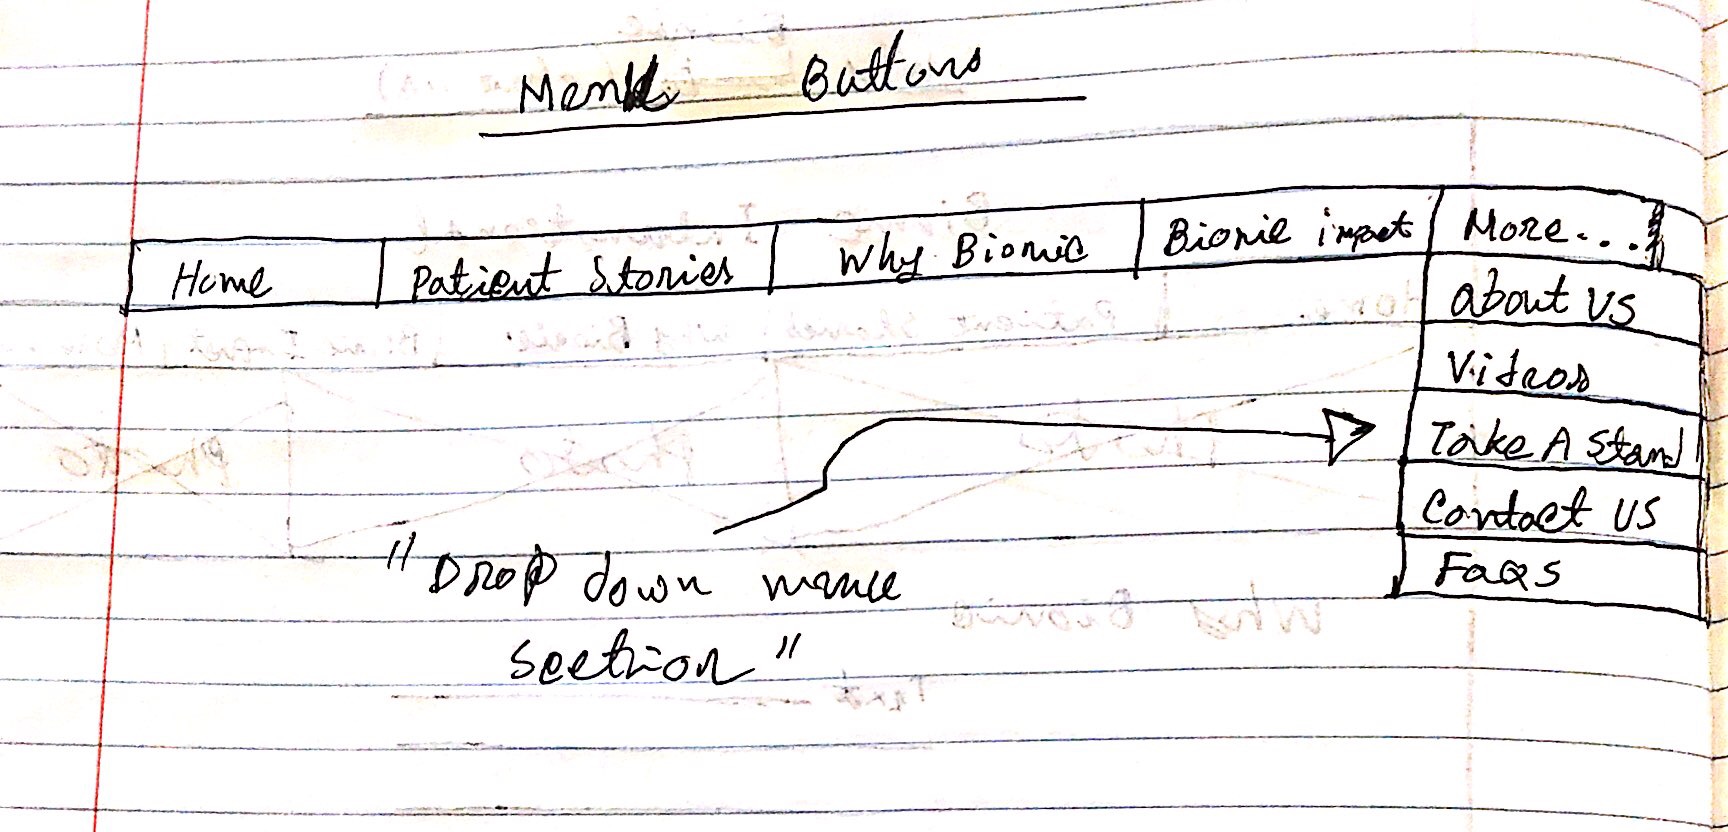 Menu Buttons
Home Patient Stories Why Bionic Bionic impact More...
about US
Videos
Take A Stand
Contact US
FaQS
"Drop down menue
Section"